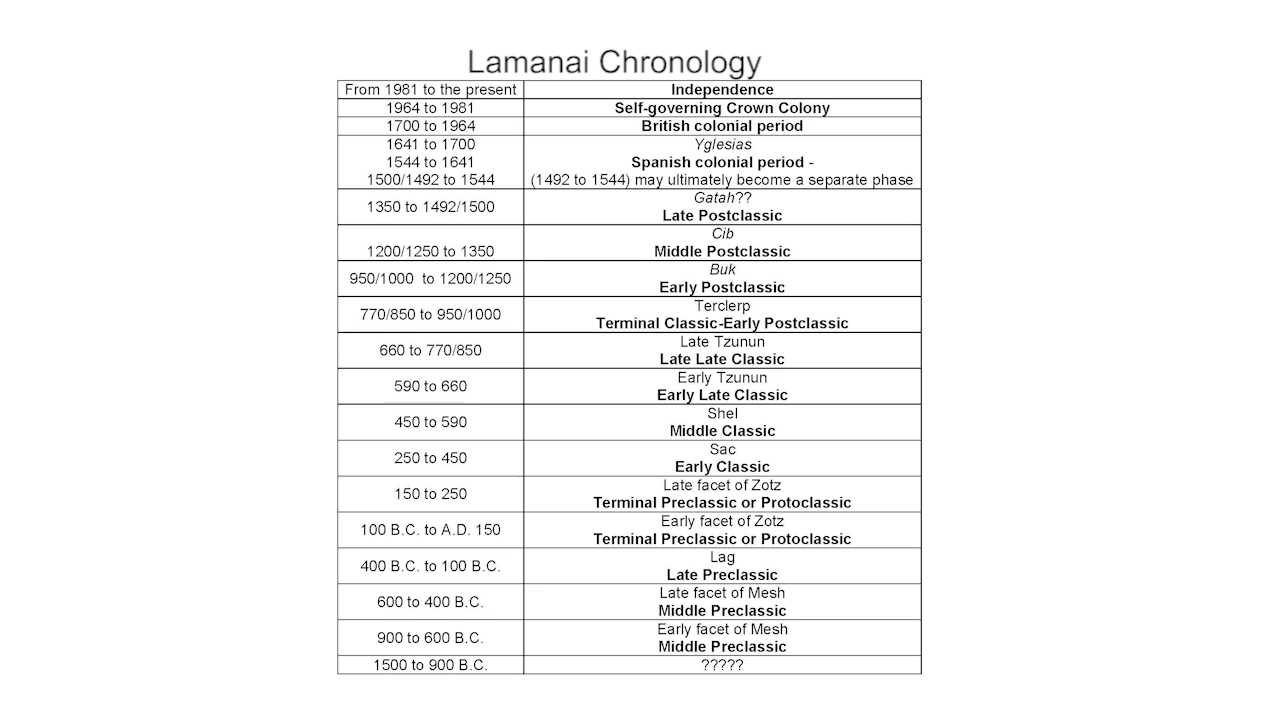 Lamanai Chronology
From 1981 to the present Independence
1964 to 1981 Self-governing Crown Colony
1700 to 1964 British colonial period
1641 to 1700 Yglesias
1544 to 1641 Spanish colonial period -
1500/1492 to 1544 (1492 to 1544) may ultimately become a separate phase
1350 to 1492/1500 Gatah??
Late Postclassic
Cib
1200/1250 to 1350 Middle Postclassic
950/1000 to 1200/1250 Buk
Early Postclassic
770/850 to 950/1000 Terclerp
Terminal Classic-Early Postclassic
660 to 770/850 Late Tzunun
Late Late Classic
590 to 660 Early Tzunun
Early Late Classic
450 to 590 Shel
Middle Classic
250 to 450 Sac
Early Classic
150 to 250 Late facet of Zotz
Terminal Preclassic or Protoclassic
100 B.C. to A.D. 150 Early facet of Zotz
Terminal Preclassic or Protoclassic
400 B.C. to 100 B.C. Lag
Late Preclassic
600 to 400 B.C. Late facet of Mesh
Middle Preclassic
900 to 600 B.C. Early facet of Mesh
Middle Preclassic
1500 to 900 B.C. ?????